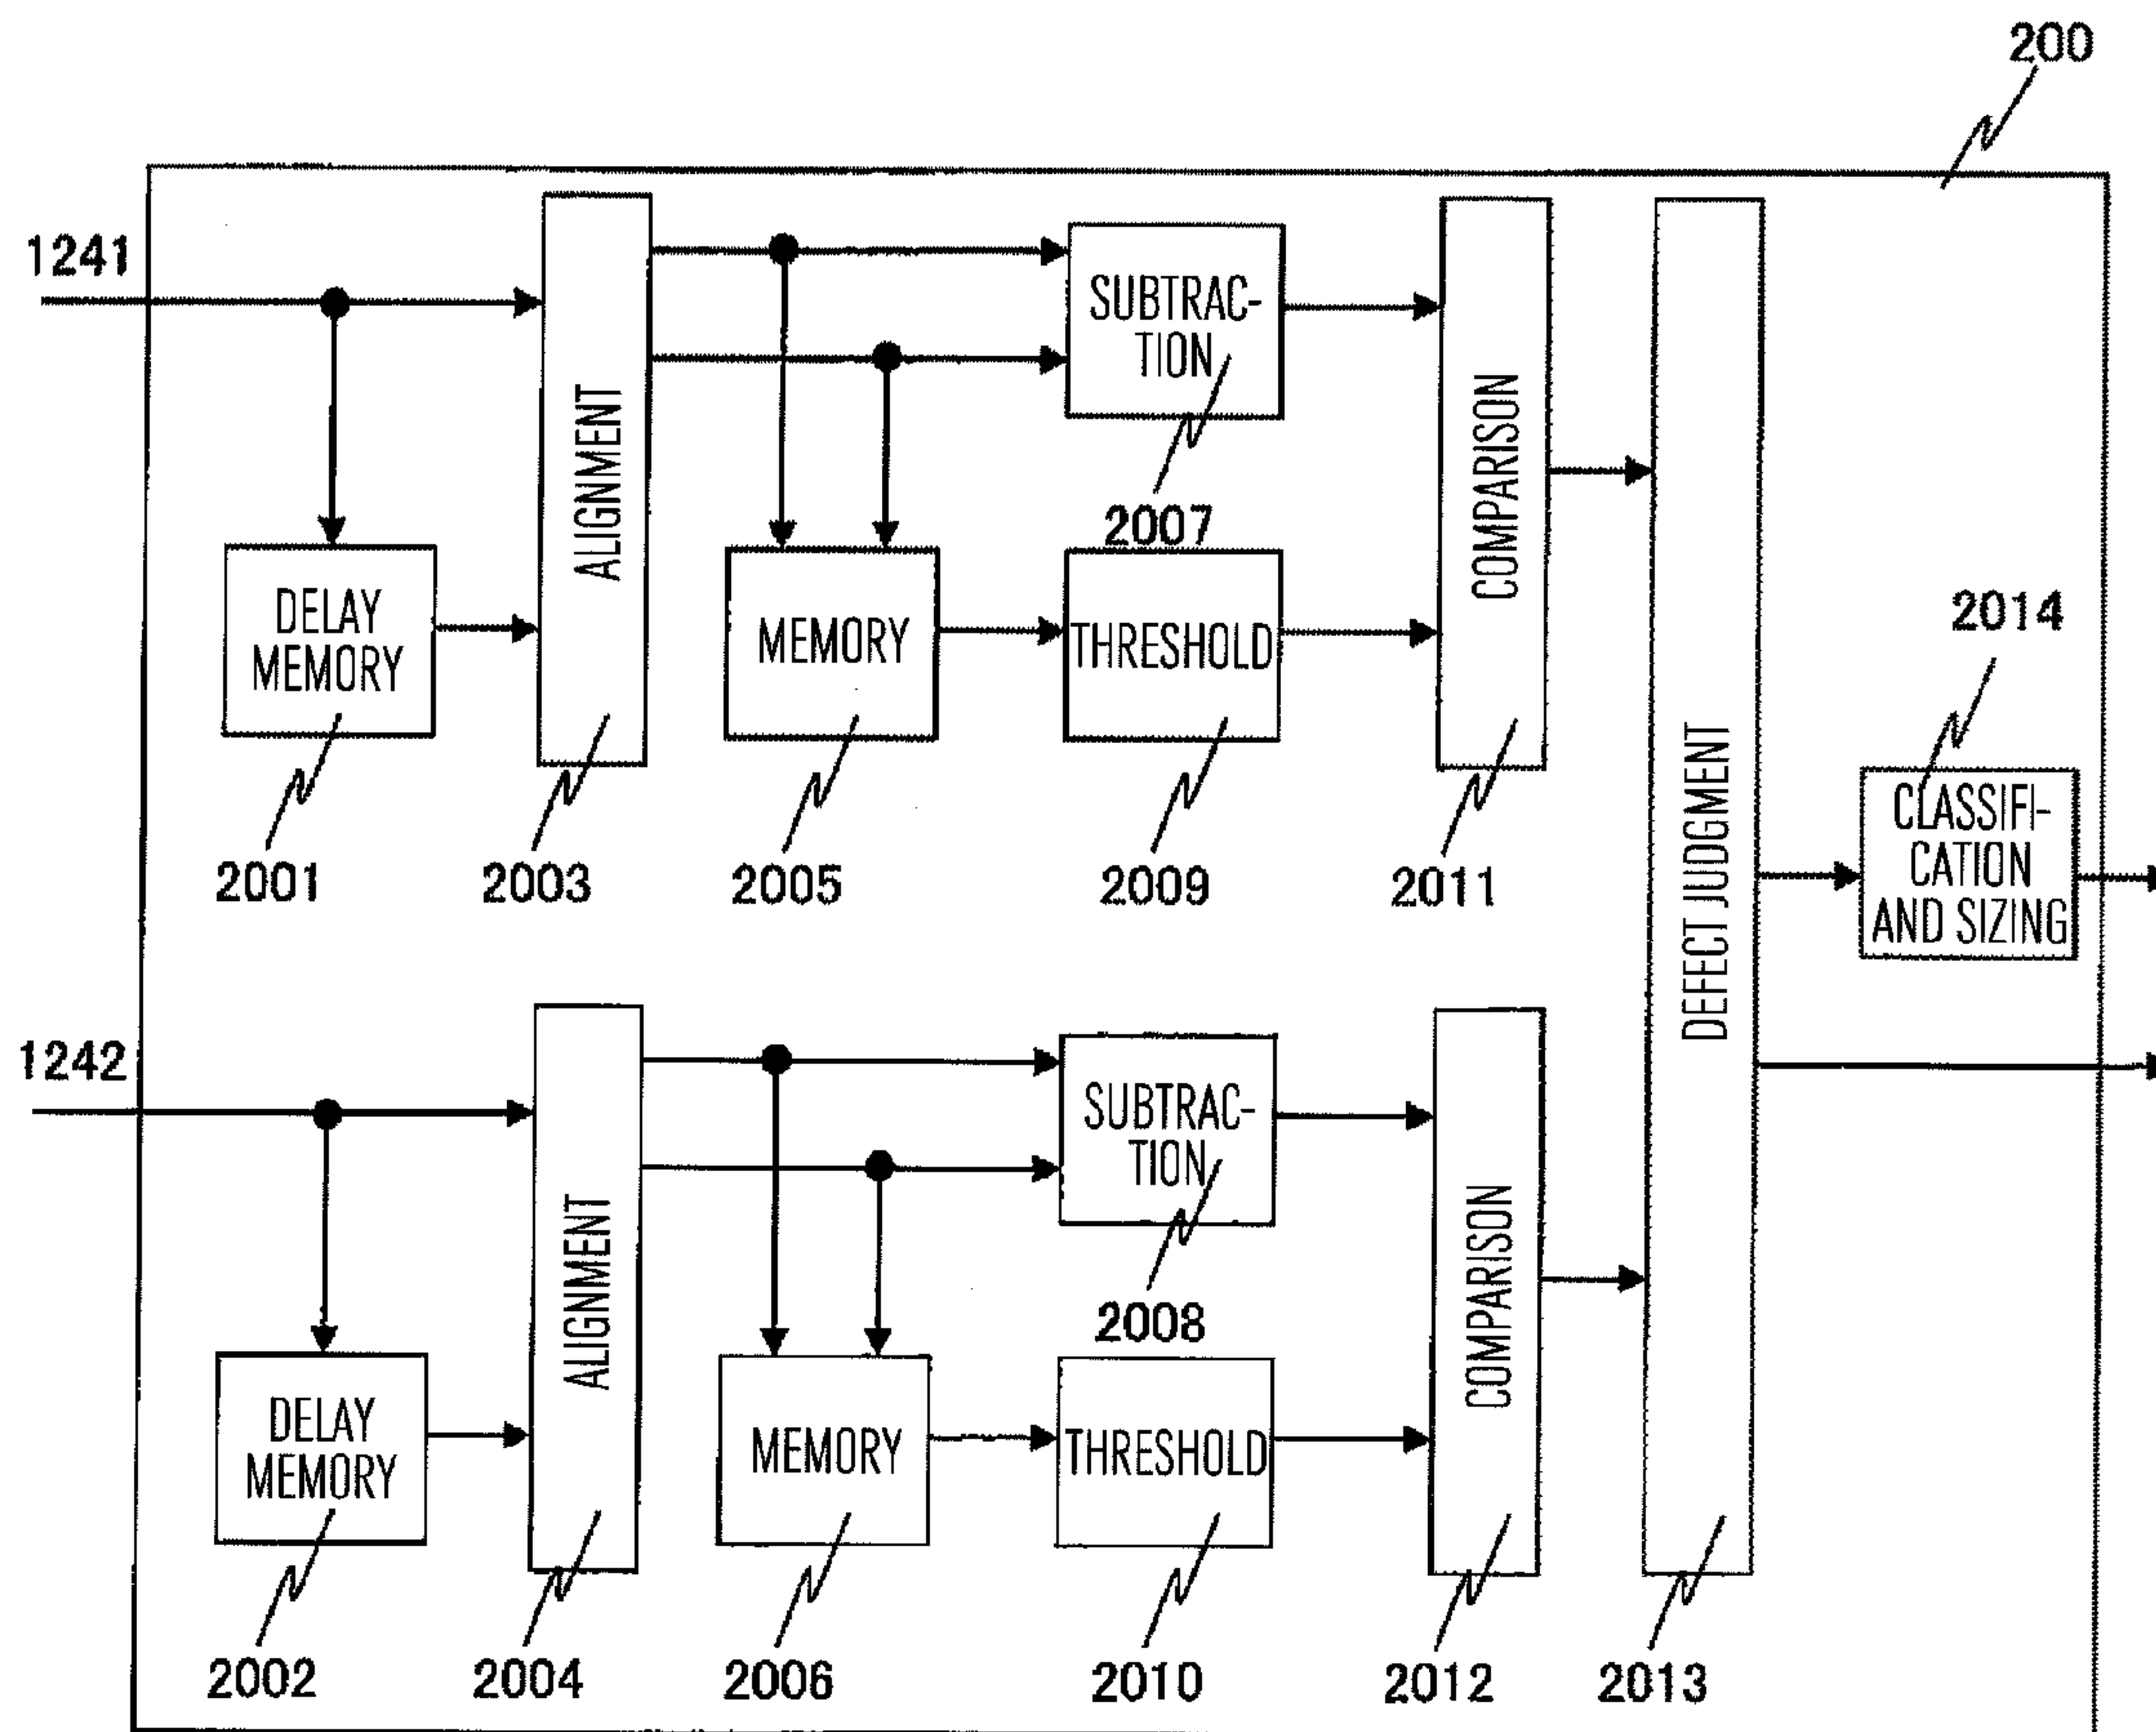 200
1241
SUBTRAC-
TION
2007
ALIGNMENT
COMPARISON
DELAY
MEMORY
MEMORY
THRESHOLD
2001
2003
2005
2009
2011
2014
DEFECT JUDGMENT
CLASSIFI-
CATION
AND SIZING
1242
SUBTRAC-
TION
2008
ALIGNMENT
COMPARISON
DELAY
MEMORY
MEMORY
THRESHOLD
2002
2004
2006
2010
2012
2013